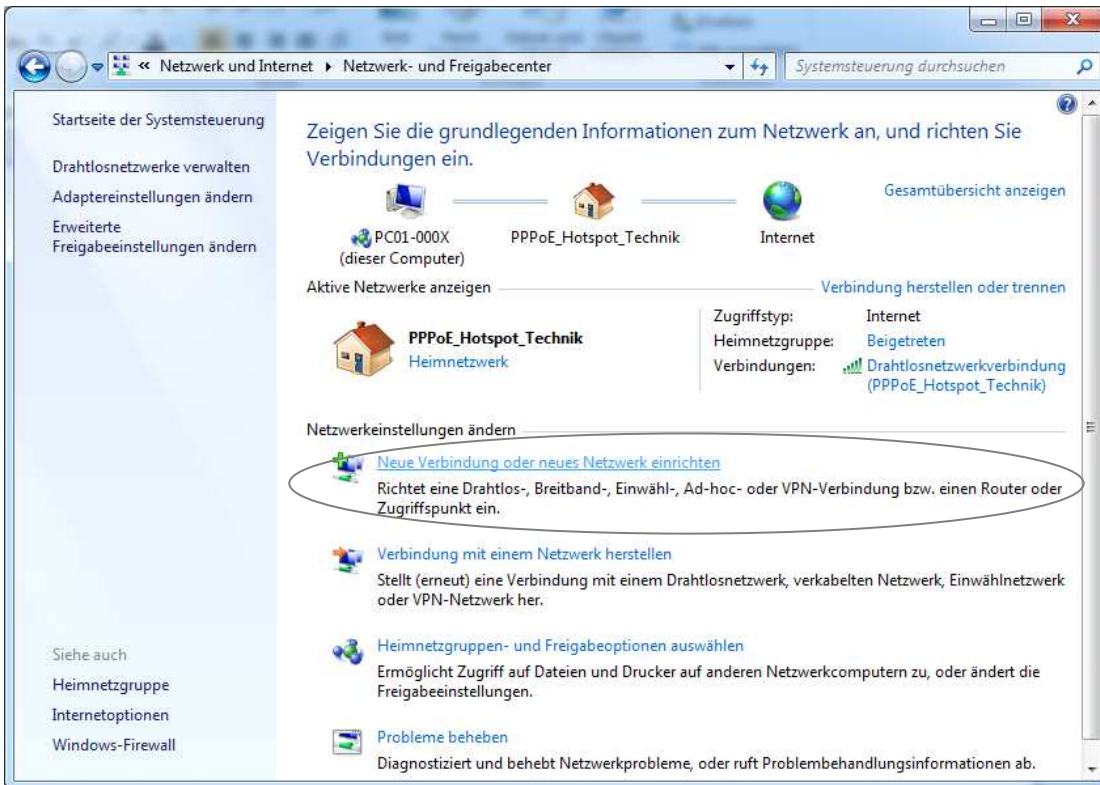 « Netzwerk und Internet ▸ Netzwerk- und Freigabecenter
Systemsteuerung durchsuchen
Startseite der Systemsteuerung
Drahtlosnetzwerke verwalten
Adaptereinstellungen ändern
Erweiterte
Freigabeeinstellungen ändern
Siehe auch
Heimnetzgruppe
Internetoptionen
Windows-Firewall
Zeigen Sie die grundlegenden Informationen zum Netzwerk an, und richten Sie
Verbindungen ein.
Gesamtübersicht anzeigen
PC01-000X
(dieser Computer)
PPPoE_Hotspot_Technik
Internet
Aktive Netzwerke anzeigen
Verbindung herstellen oder trennen
PPPoE_Hotspot_Technik
Heimnetzwerk
Zugriffstyp: Internet
Heimnetzgruppe: Beigetreten
Verbindungen: Drahtlosnetzwerkverbindung
(PPPoE_Hotspot_Technik)
Netzwerkeinstellungen ändern
Neue Verbindung oder neues Netzwerk einrichten
Richtet eine Drahtlos-, Breitband-, Einwähl-, Ad-hoc- oder VPN-Verbindung bzw. einen Router oder
Zugriffspunkt ein.
Verbindung mit einem Netzwerk herstellen
Stellt (erneut) eine Verbindung mit einem Drahtlosnetzwerk, verkabelten Netzwerk, Einwählnetzwerk
oder VPN-Netzwerk her.
Heimnetzgruppen- und Freigabeoptionen auswählen
Ermöglicht Zugriff auf Dateien und Drucker auf anderen Netzwerkcomputern zu, oder ändert die
Freigabeeinstellungen.
Probleme beheben
Diagnostiziert und behebt Netzwerkprobleme, oder ruft Problembehandlungsinformationen ab.